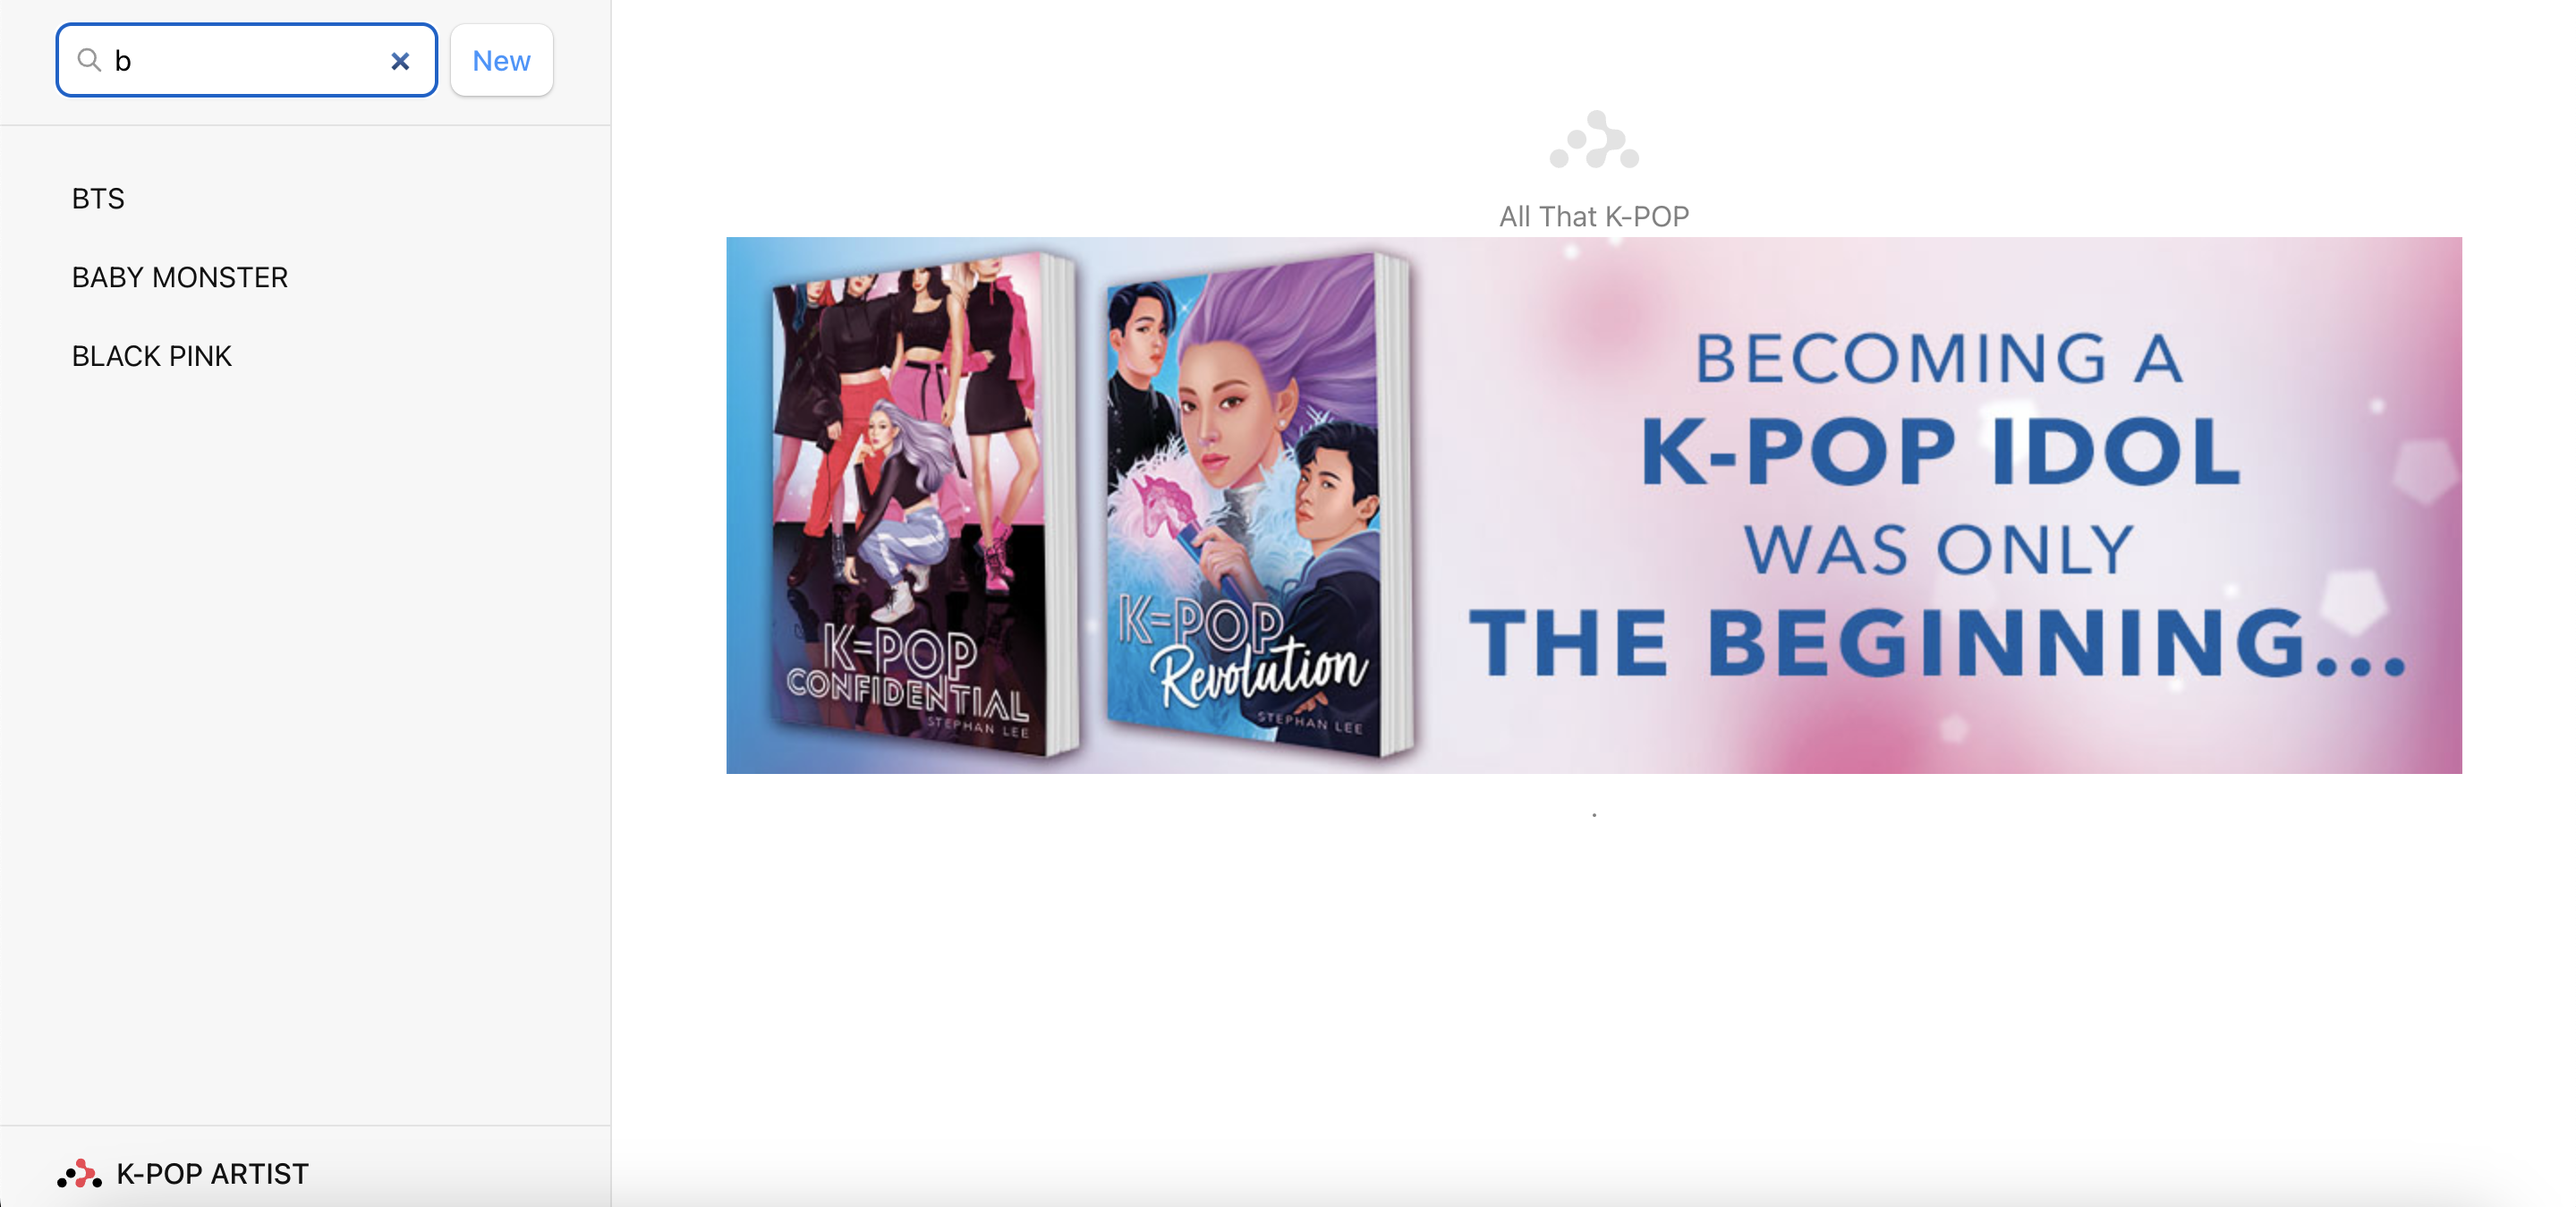 b
New
BTS
BABY MONSTER
BLACK PINK
K-POP ARTIST
All That K-POP
K-POP
CONFIDENTIAL
STEPHAN LEE
K-POP
Revolution
STEPHAN LEE
BECOMING A
K-POP IDOL
WAS ONLY
THE BEGINNING...
.